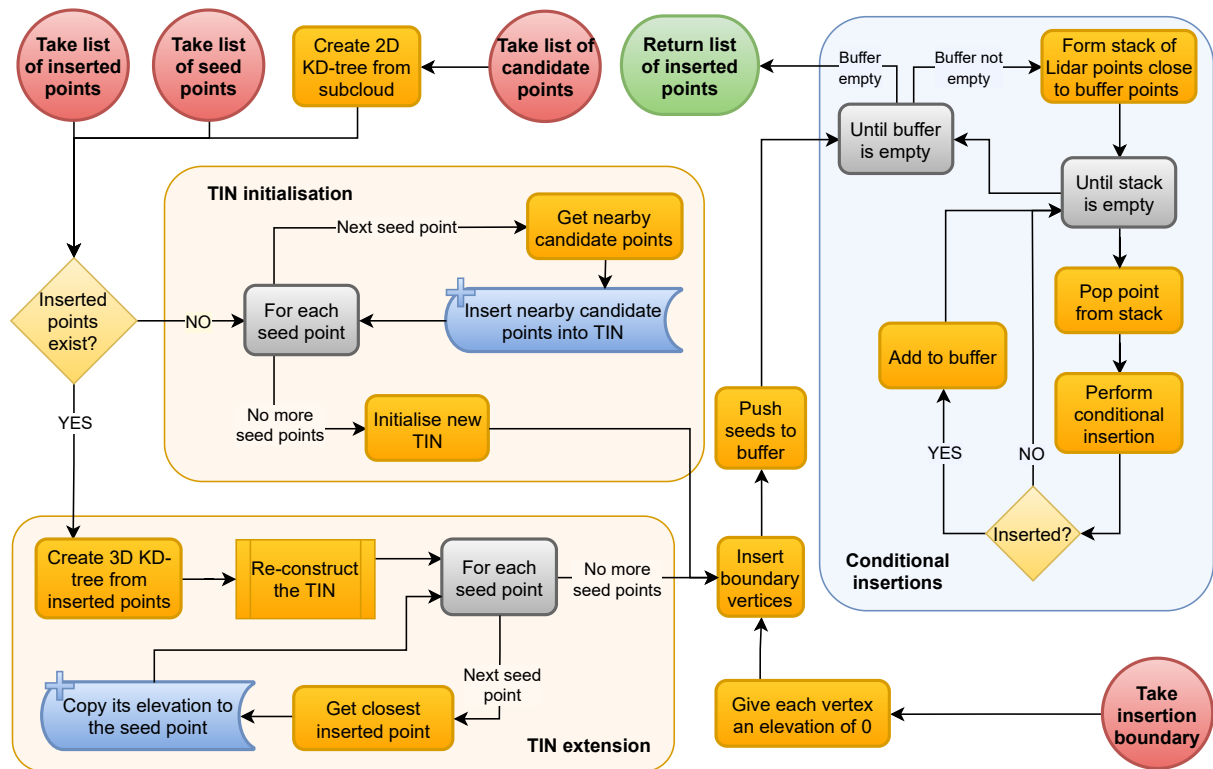 Take list
of inserted
points
Take list
of seed
points
Create 2D
KD-tree from
subcloud
Take list of
candidate
points
Return list
of inserted
points
Buffer
empty
Buffer not
empty
Form stack of
Lidar points close
to buffer points
Until buffer
is empty
Until stack
is empty
TIN initialisation
Next seed point
Get nearby
candidate points
Inserted
points
exist?
NO
For each
seed point
Insert nearby candidate
points into TIN
Pop point
from stack
Add to buffer
YES
No more
seed points
Initialise new
TIN
Push
seeds to
buffer
Perform
conditional
insertion
YES
NO
Inserted?
Conditional
insertions
Create 3D KD-
tree from
inserted points
Re-construct
the TIN
For each
seed point
No more
seed points
Insert
boundary
vertices
Next seed
point
Copy its elevation to
the seed point
Get closest
inserted point
TIN extension
Give each vertex
an elevation of 0
Take
insertion
boundary